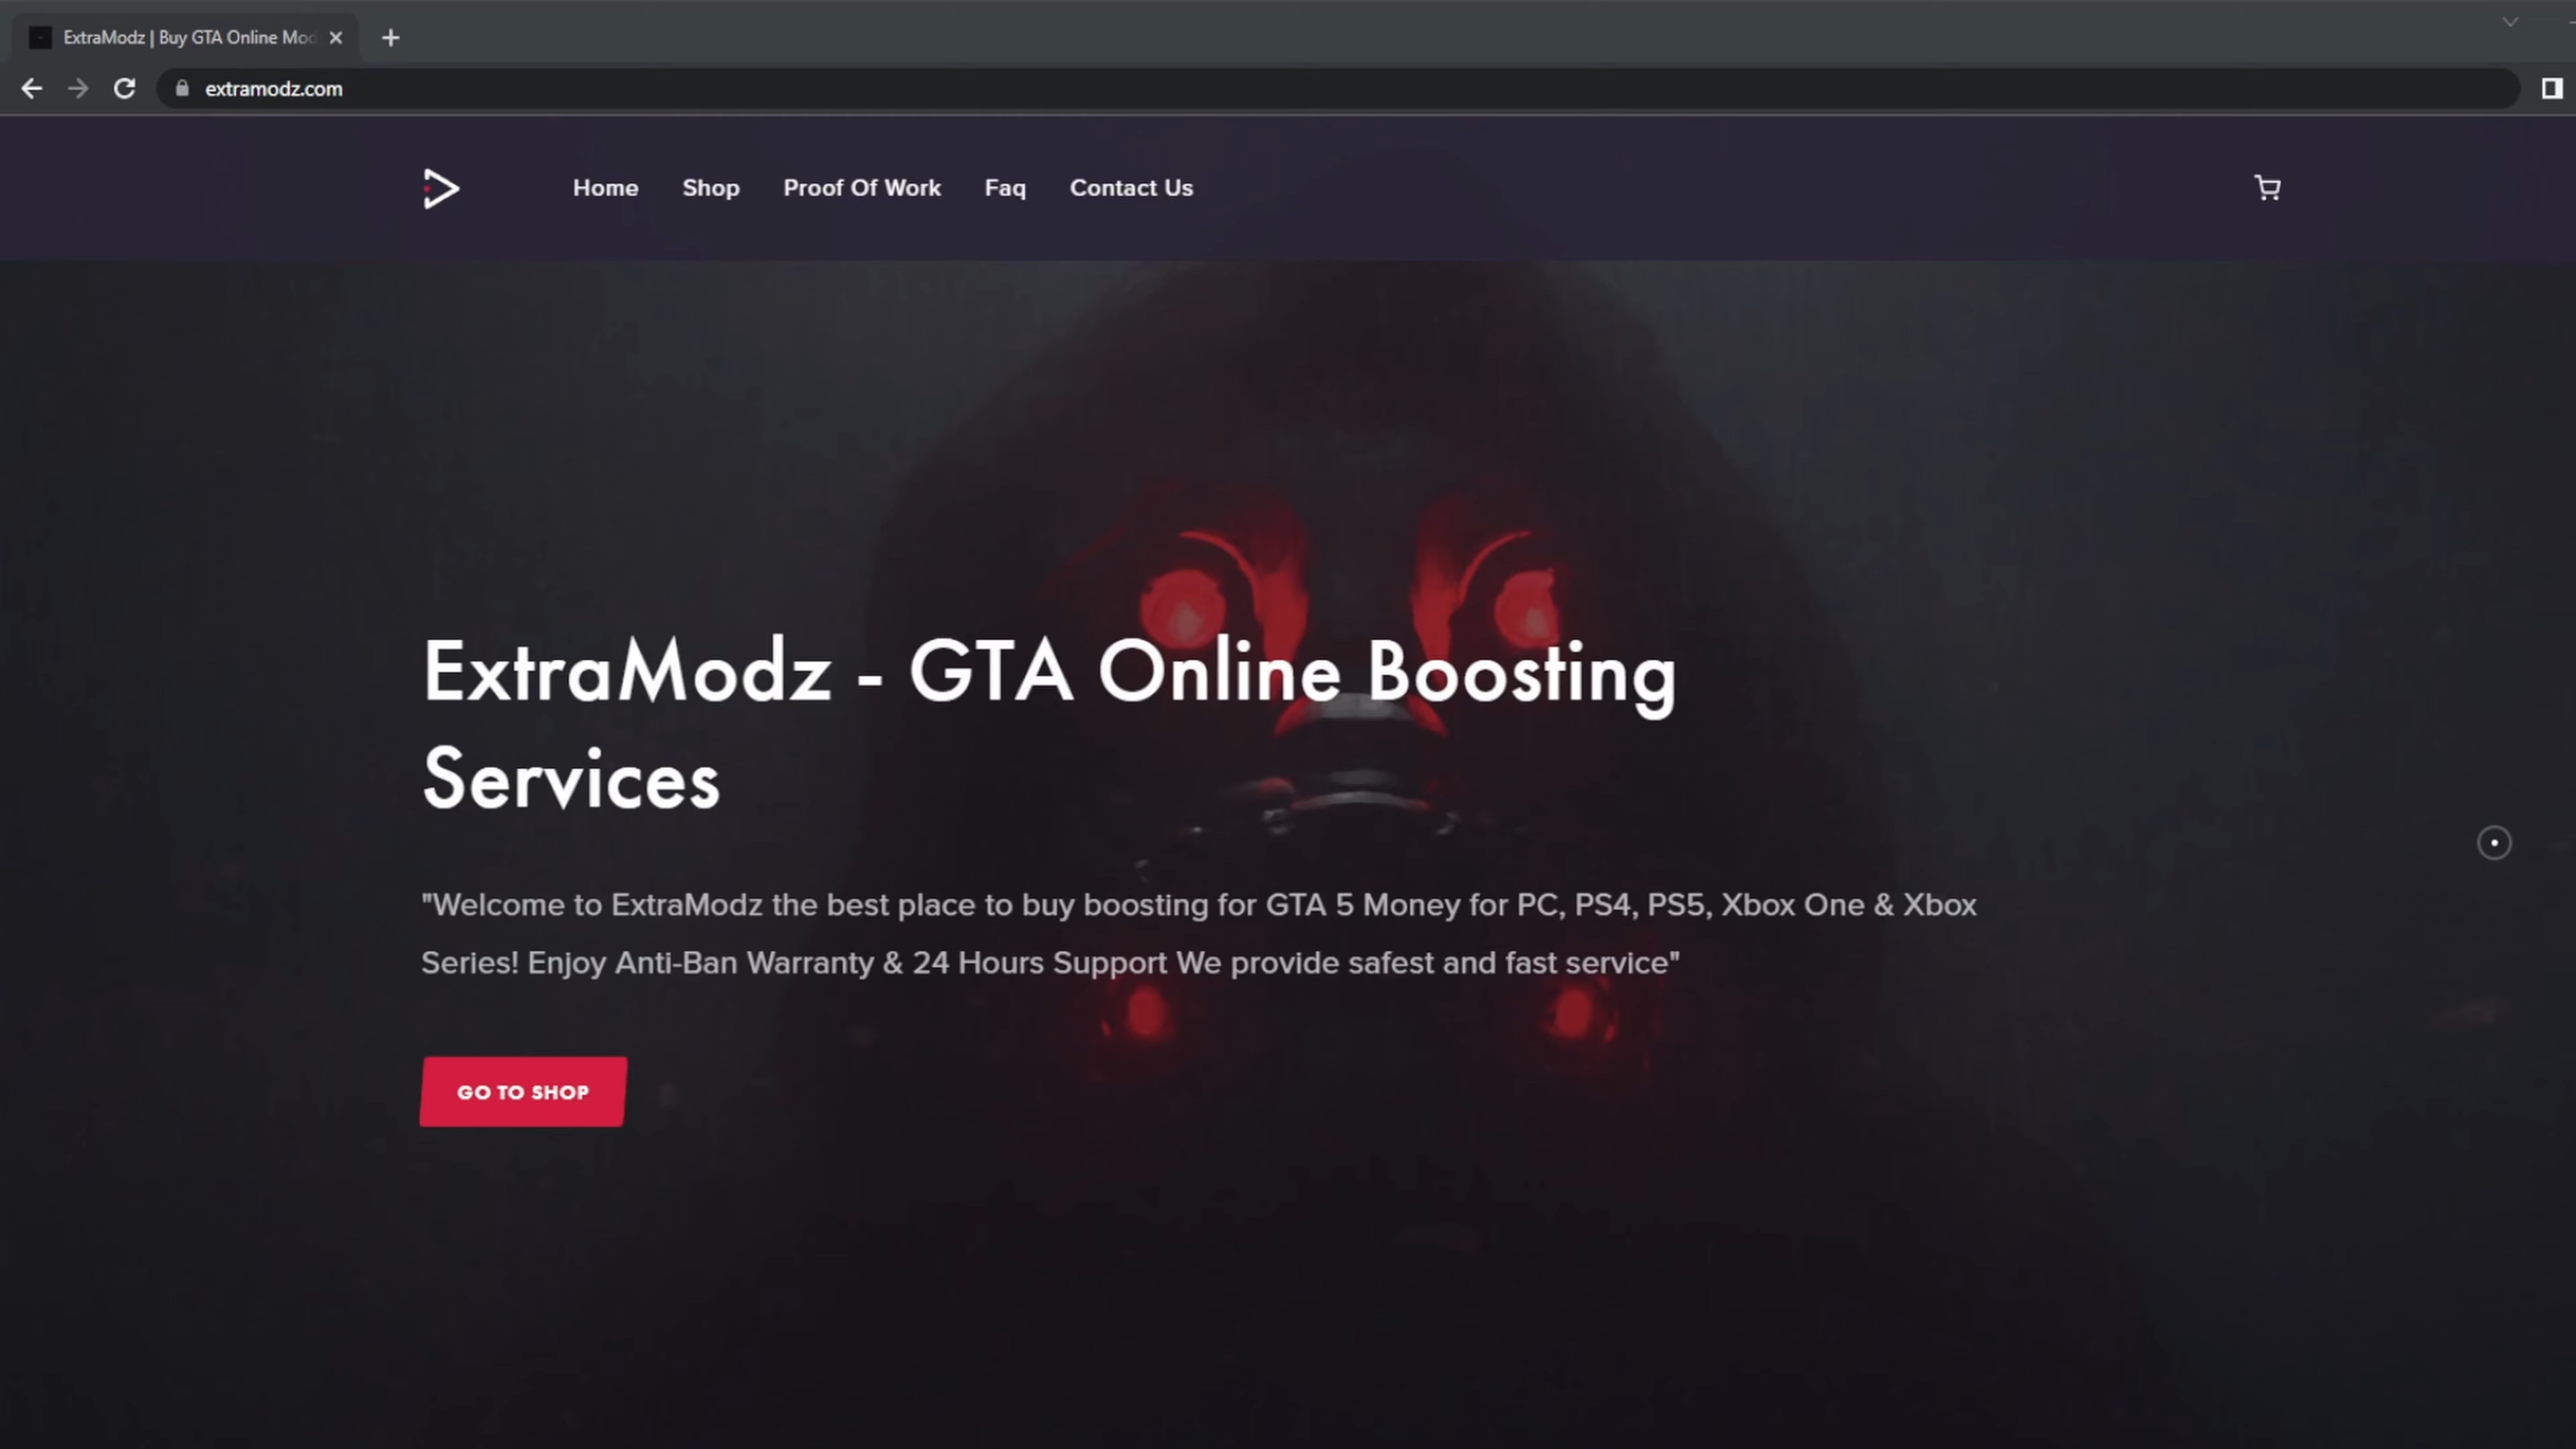 ExtraModz | Buy GTA Online Mod
extramodz.com
Home Shop Proof Of Work Faq Contact Us
ExtraModz - GTA Online Boosting
Services
"Welcome to ExtraModz the best place to buy boosting for GTA 5 Money for PC, PS4, PS5, Xbox One & Xbox
Series! Enjoy Anti-Ban Warranty & 24 Hours Support We provide safest and fast service"
GO TO SHOP